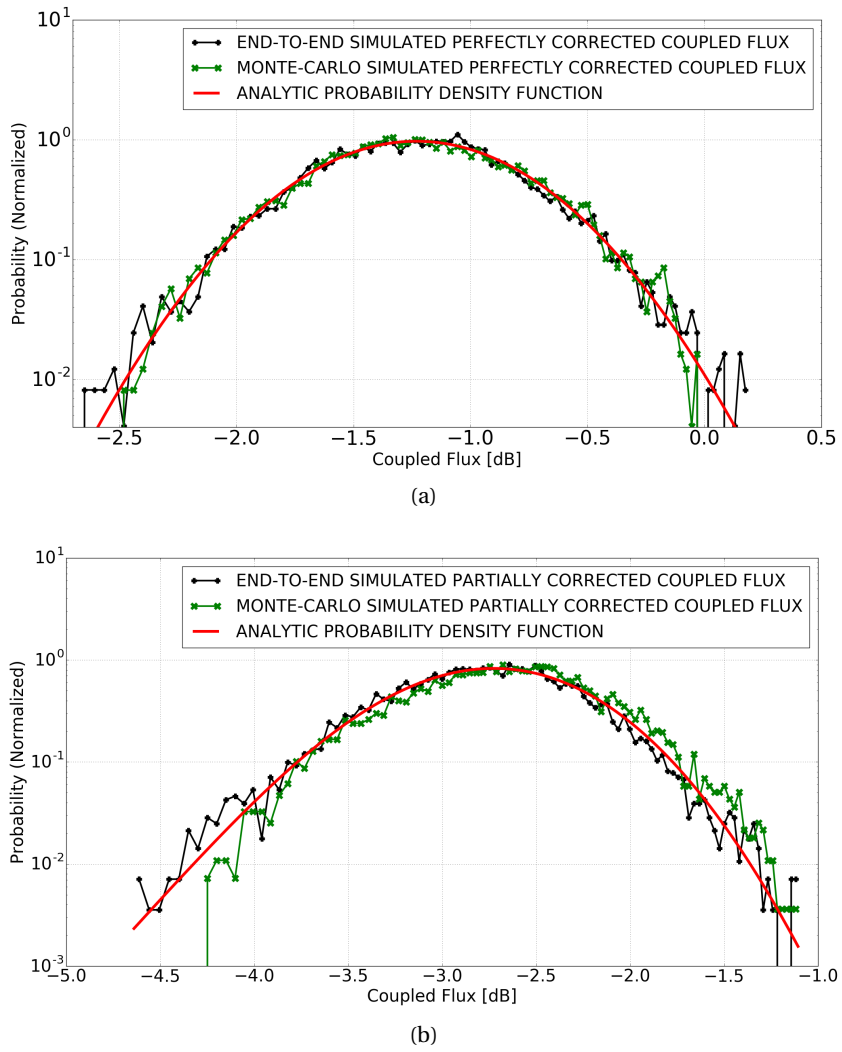 10^1
10^0
10^-1
10^-2
Probability (Normalized)
END-TO-END SIMULATED PERFECTLY CORRECTED COUPLED FLUX
MONTE-CARLO SIMULATED PERFECTLY CORRECTED COUPLED FLUX
ANALYTIC PROBABILITY DENSITY FUNCTION
−2.5 −2.0 −1.5 −1.0 −0.5 0.0 0.5
Coupled Flux [dB]
(a)
10^1
10^0
10^-1
10^-2
10^-3
Probability (Normalized)
END-TO-END SIMULATED PARTIALLY CORRECTED COUPLED FLUX
MONTE-CARLO SIMULATED PARTIALLY CORRECTED COUPLED FLUX
ANALYTIC PROBABILITY DENSITY FUNCTION
−5.0 −4.5 −4.0 −3.5 −3.0 −2.5 −2.0 −1.5 −1.0
Coupled Flux [dB]
(b)